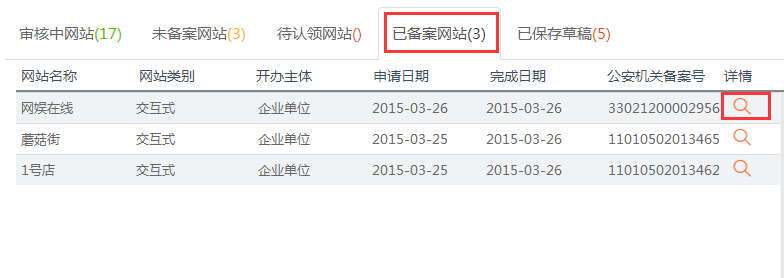 审核中网站(17) 未备案网站(3) 待认领网站() 已备案网站(3) 已保存草稿(5)
网站名称 网站类别 开办主体 申请日期 完成日期 公安机关备案号 详情
网娱在线 交互式 企业单位 2015-03-26 2015-03-26 33021200002956
蘑菇街 交互式 企业单位 2015-03-25 2015-03-26 11010502013465
1号店 交互式 企业单位 2015-03-25 2015-03-26 11010502013462